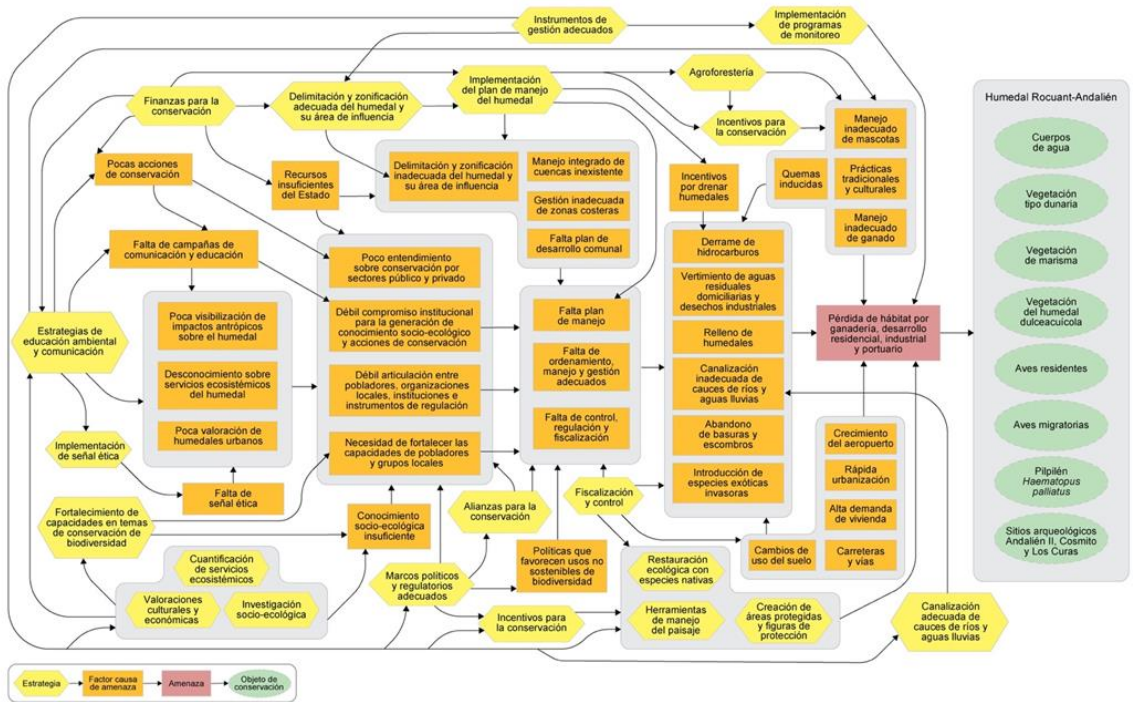 Instrumentos de
gestión adecuados
Implementación
de programas
de monitoreo
Finanzas para la
conservación
Delimitación y zonificación
adecuada del humedal y
su área de influencia
Implementación
del plan de manejo
del humedal
Agroforestería
Incentivos para
la conservación
Humedal Rocuant-Andalién
Cuerpos
de agua
Vegetación
tipo dunaria
Vegetación
de marisma
Vegetación
del humedal
dulceacuícola
Aves residentes
Aves migratorias
Pilpilén
Haematopus
palliatus
Sitios arqueológicos
Andalién II, Cosmito
y Los Curas
Pocas acciones
de conservación
Recursos
insuficientes
del Estado
Delimitación y zonificación
inadecuada del humedal y
su área de influencia
Manejo integrado de
cuencas inexistente
Gestión inadecuada
de zonas costeras
Falta plan de
desarrollo comunal
Incentivos
por drenar
humedales
Quemas
inducidas
Manejo
inadecuado
de mascotas
Prácticas
tradicionales
y culturales
Manejo
inadecuado
de ganado
Falta de campañas de
comunicación y educación
Poco entendimiento
sobre conservación por
sectores público y privado
Débil compromiso institucional
para la generación de
conocimiento socio-ecológico
y acciones de conservación
Débil articulación entre
pobladores, organizaciones
locales, instituciones e
instrumentos de regulación
Necesidad de fortalecer las
capacidades de pobladores
y grupos locales
Estrategias de
educación ambiental
y comunicación
Poca visibilización de
impactos antrópicos
sobre el humedal
Desconocimiento sobre
servicios ecosistémicos
del humedal
Poca valoración de
humedales urbanos
Falta plan
de manejo
Falta de
ordenamiento,
manejo y gestión
adecuados
Falta de control,
regulación y
fiscalización
Derrame de
hidrocarburos
Vertimiento de aguas
residuales
domiciliarias y
desechos industriales
Relleno de
humedales
Canalización
inadecuada de
cauces de ríos y
aguas lluvias
Abandono
de basuras y
escombros
Introducción de
especies exóticas
invasoras
Pérdida de hábitat por
ganadería, desarrollo
residencial, industrial
y portuario
Implementación
de señal ética
Falta de
señal ética
Fortalecimiento de
capacidades en temas
de conservación de
biodiversidad
Conocimiento
socio-ecológica
insuficiente
Alianzas para la
conservación
Fiscalización
y control
Crecimiento
del aeropuerto
Rápida
urbanización
Alta demanda
de vivienda
Cambios de
uso del suelo
Carreteras
y vías
Cuantificación
de servicios
ecosistémicos
Valoraciones
culturales y
económicas
Investigación
socio-ecológica
Marcos políticos
y regulatorios
adecuados
Políticas que
favorecen usos no
sostenibles de
biodiversidad
Incentivos para la
conservación
Restauración
ecológica con
especies nativas
Herramientas
de manejo
del paisaje
Creación de
áreas protegidas
y figuras de
protección
Canalización
adecuada de
cauces de ríos y
aguas lluvias
Estrategia
Factor causa
de amenaza
Amenaza
Objeto de
conservación